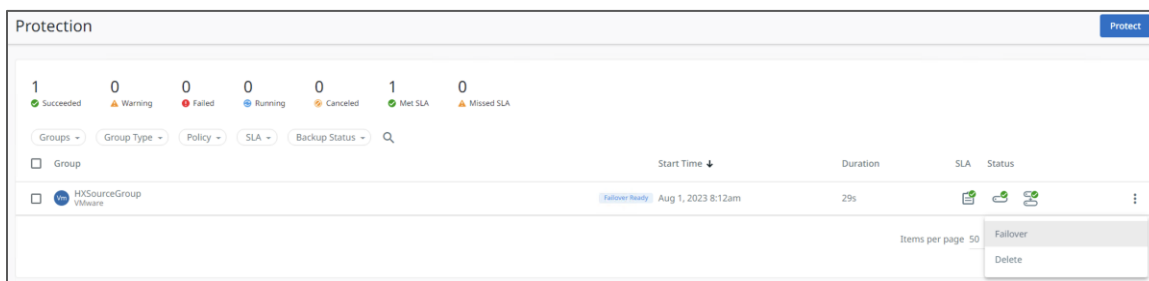 Protection
Protect
1 0 0 0 0 1 0
Succeeded Warning Failed Running Canceled Met SLA Missed SLA
Groups Group Type Policy SLA Backup Status
Group Start Time Duration SLA Status
Vm HXSourceGroup Failover Ready Aug 1, 2023 8:12am 29s
VMware
Items per page 50
Failover
Delete